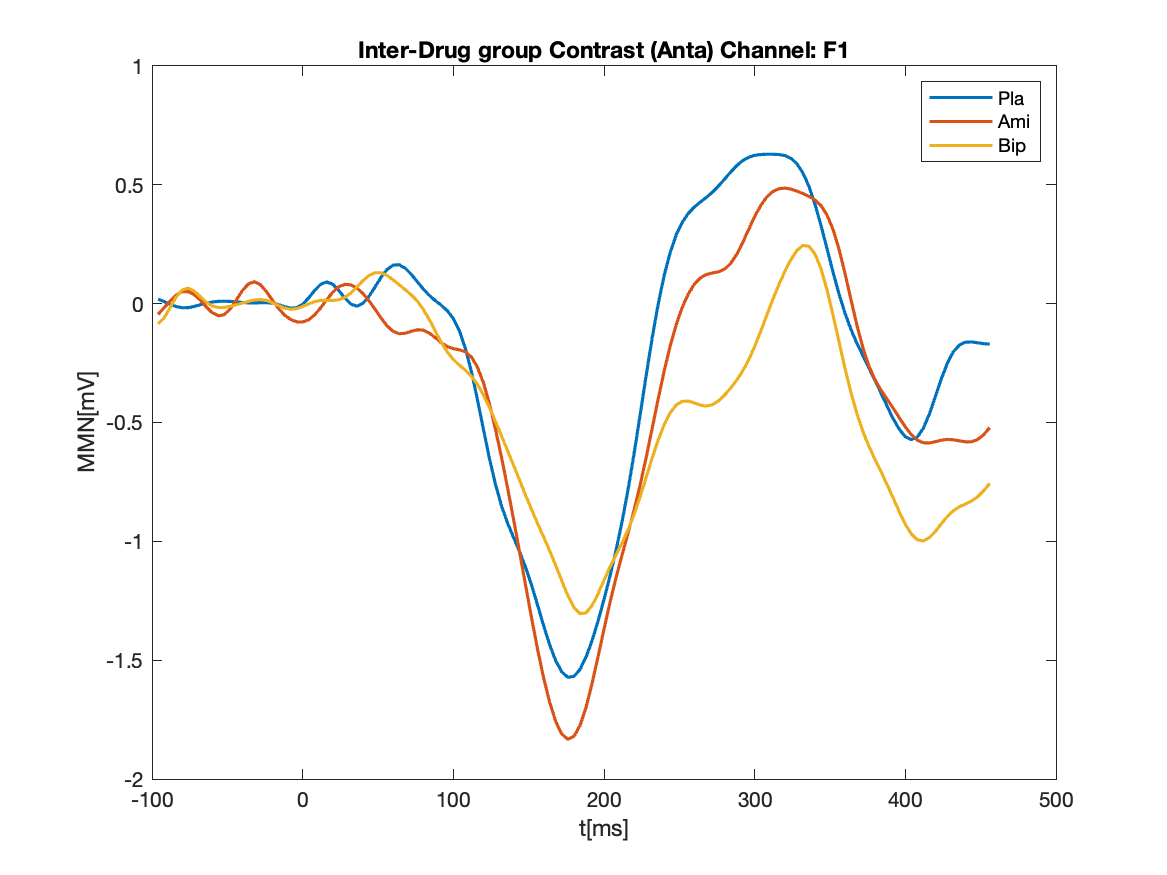 Inter-Drug group Contrast (Anta) Channel: F1
Pla
Ami
Bip
1
0.5
0
-0.5
-1
-1.5
-2
MMN[mV]
-100 0 100 200 300 400 500
t[ms]